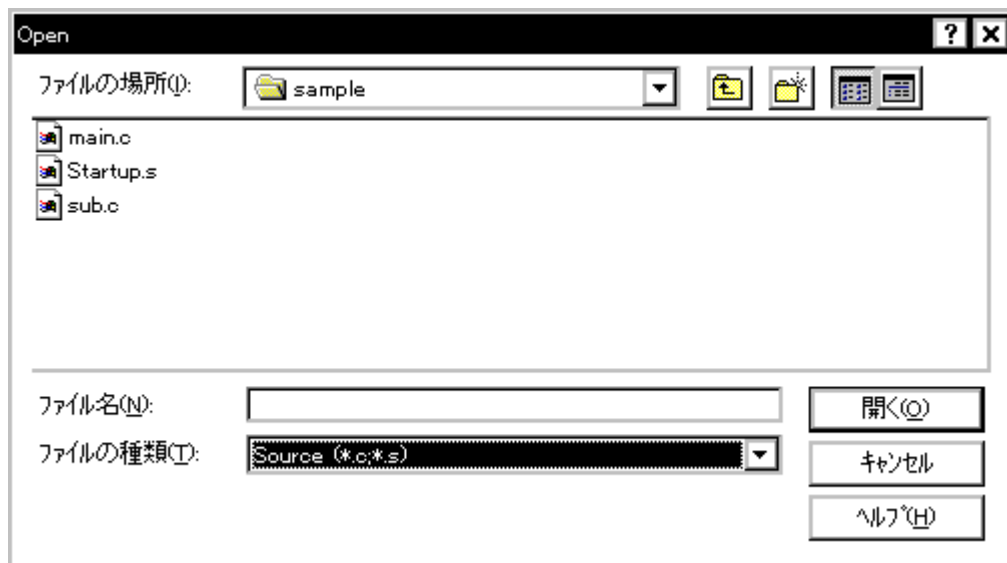 Open
ファイルの場所(I):
sample
main.c
Startup.s
sub.c
ファイル名(N):
開く(O)
ファイルの種類(T):
Source (*.c;*.s)
キャンセル
ヘルプ(H)